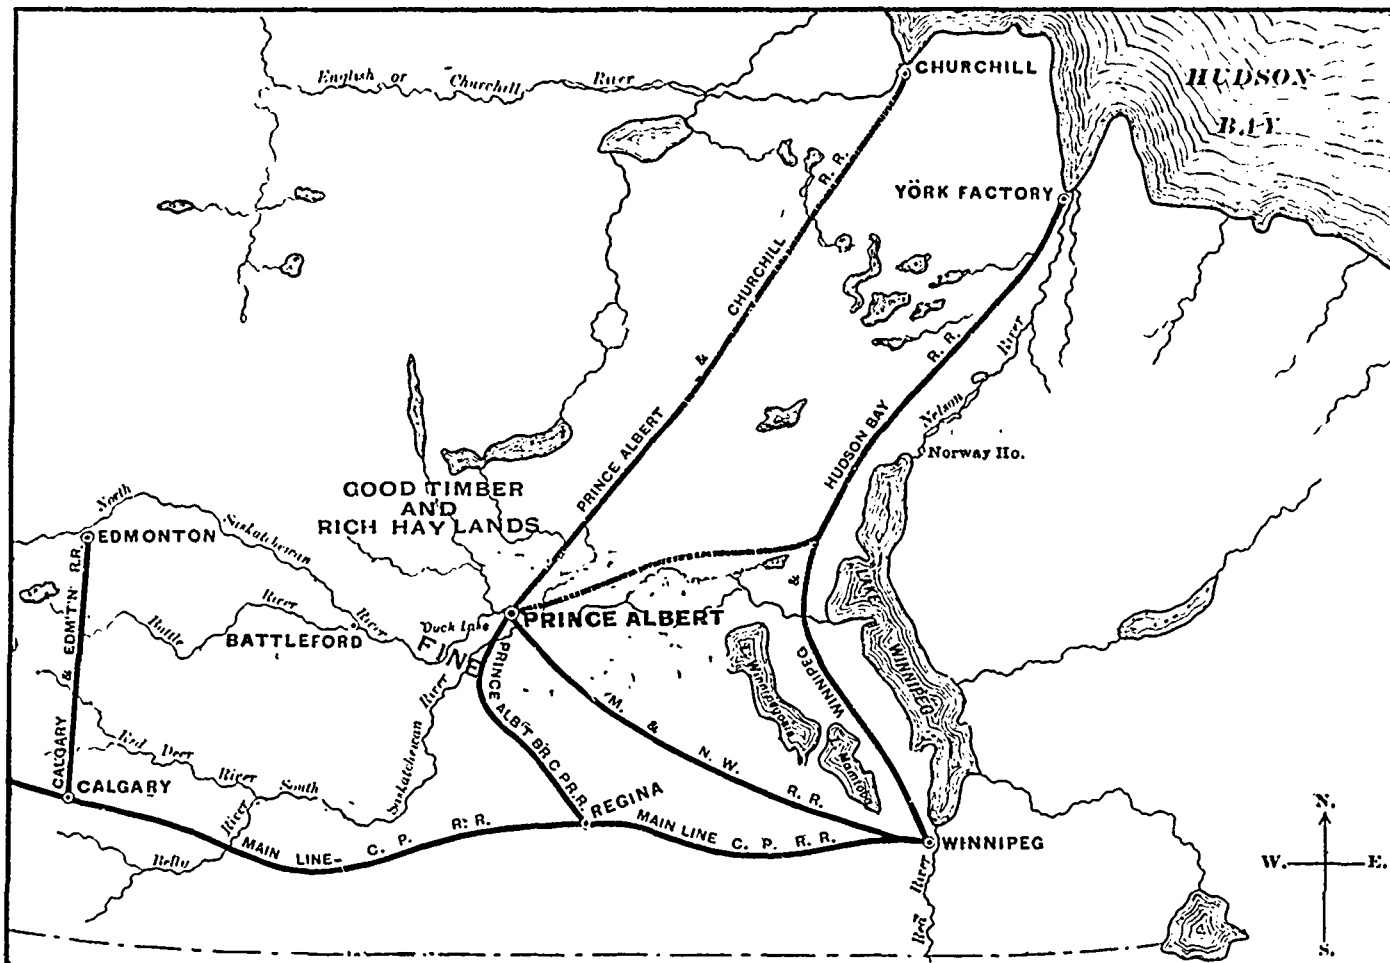 English or Churchill River
CHURCHILL
HUDSON
BAY
YORK FACTORY
PRINCE ALBERT & CHURCHILL R. R.
WINNIPEG & HUDSON BAY R. R.
Nelson River
Norway Ho.
GOOD TIMBER
AND
RICH HAY LANDS
North Saskatchewan River
EDMONTON
CALGARY & EDMT'N R.R.
Battle River
BATTLEFORD
Duck Lake
FINE
PRINCE ALBERT
LAKE WINNIPEG
L. Winnipegosis
Manitoba
PRINCE ALB'T BR C P R.R.
M. & N. W. R. R.
Red Deer River
South Saskatchewan River
Belly River
CALGARY
MAIN LINE C. P. R. R.
REGINA
MAIN LINE C. P. R. R.
WINNIPEG
Red River
N.
W. E.
S.